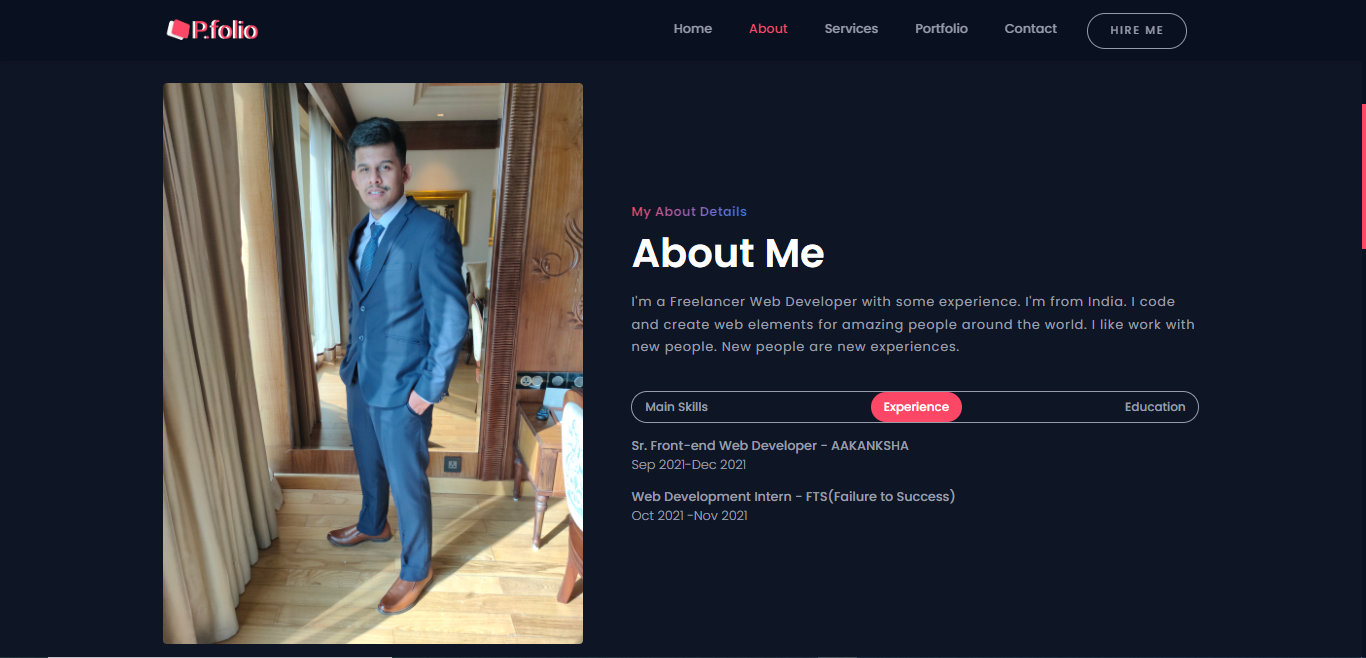 P.folio
Home
About
Services
Portfolio
Contact
HIRE ME
My About Details
About Me
I'm a Freelancer Web Developer with some experience. I'm from India. I code
and create web elements for amazing people around the world. I like work with
new people. New people are new experiences.
Main Skills
Experience
Education
Sr. Front-end Web Developer - AAKANKSHA
Sep 2021-Dec 2021
Web Development Intern - FTS(Failure to Success)
Oct 2021 -Nov 2021